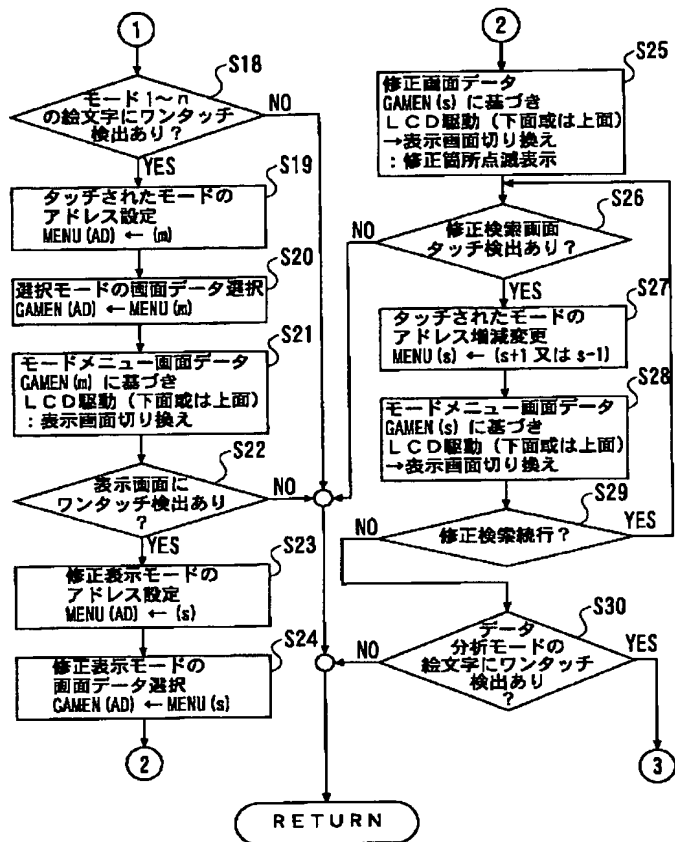 1
S18
モード1~n
の絵文字にワンタッチ
検出あり?
NO
YES
S19
タッチされたモードの
アドレス設定
MENU(AD) ← (m)
S20
選択モードの画面データ選択
GAMEN(AD) ← MENU(m)
S21
モードメニュー画面データ
GAMEN(m)に基づき
LCD駆動(下面或は上面)
:表示画面切り換え
S22
表示画面に
ワンタッチ検出あり
?
NO
YES
S23
修正表示モードの
アドレス設定
MENU(AD) ← (s)
S24
修正表示モードの
画面データ選択
GAMEN(AD) ← MENU(s)
2
2
S25
修正画面データ
GAMEN(s)に基づき
LCD駆動(下面或は上面)
→表示画面切り換え
:修正箇所点滅表示
S26
修正検索画面
タッチ検出あり?
NO
YES
S27
タッチされたモードの
アドレス増減変更
MENU(s) ← (s+1 又は s-1)
S28
モードメニュー画面データ
GAMEN(s)に基づき
LCD駆動(下面或は上面)
→表示画面切り換え
S29
修正検索続行?
NO
YES
S30
データ
分析モードの
絵文字にワンタッチ
検出あり
?
NO
YES
3
RETURN